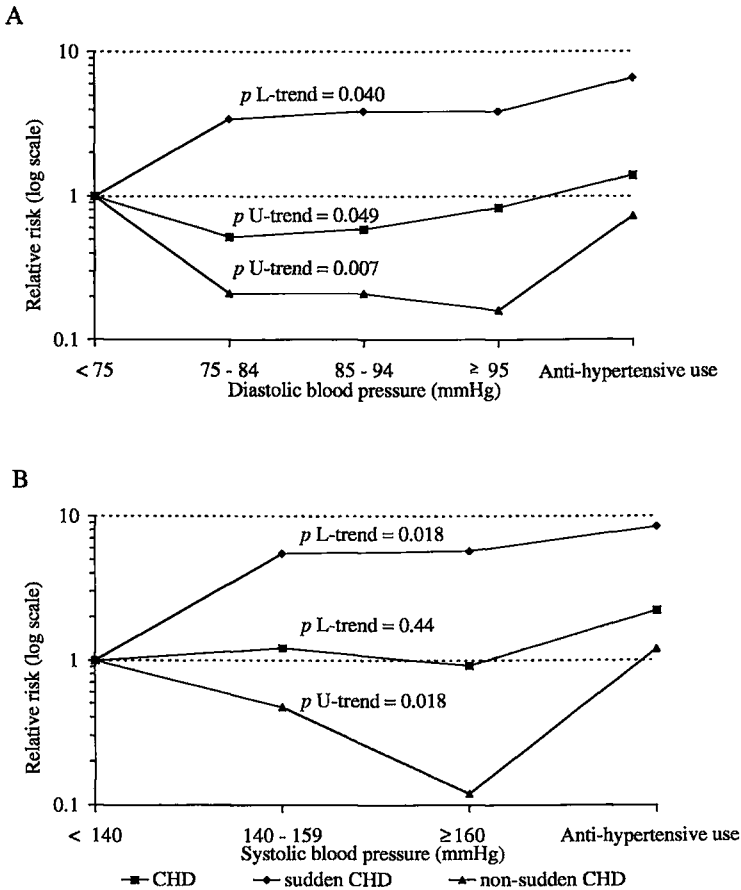 A
10
p L-trend = 0.040
Relative risk (log scale)
1
p U-trend = 0.049
p U-trend = 0.007
0.1
< 75
75 - 84
85 - 94
≥ 95
Anti-hypertensive use
Diastolic blood pressure (mmHg)
B
10
p L-trend = 0.018
Relative risk (log scale)
p L-trend = 0.44
1
p U-trend = 0.018
0.1
< 140
140 - 159
≥160
Anti-hypertensive use
Systolic blood pressure (mmHg)
CHD
sudden CHD
non-sudden CHD